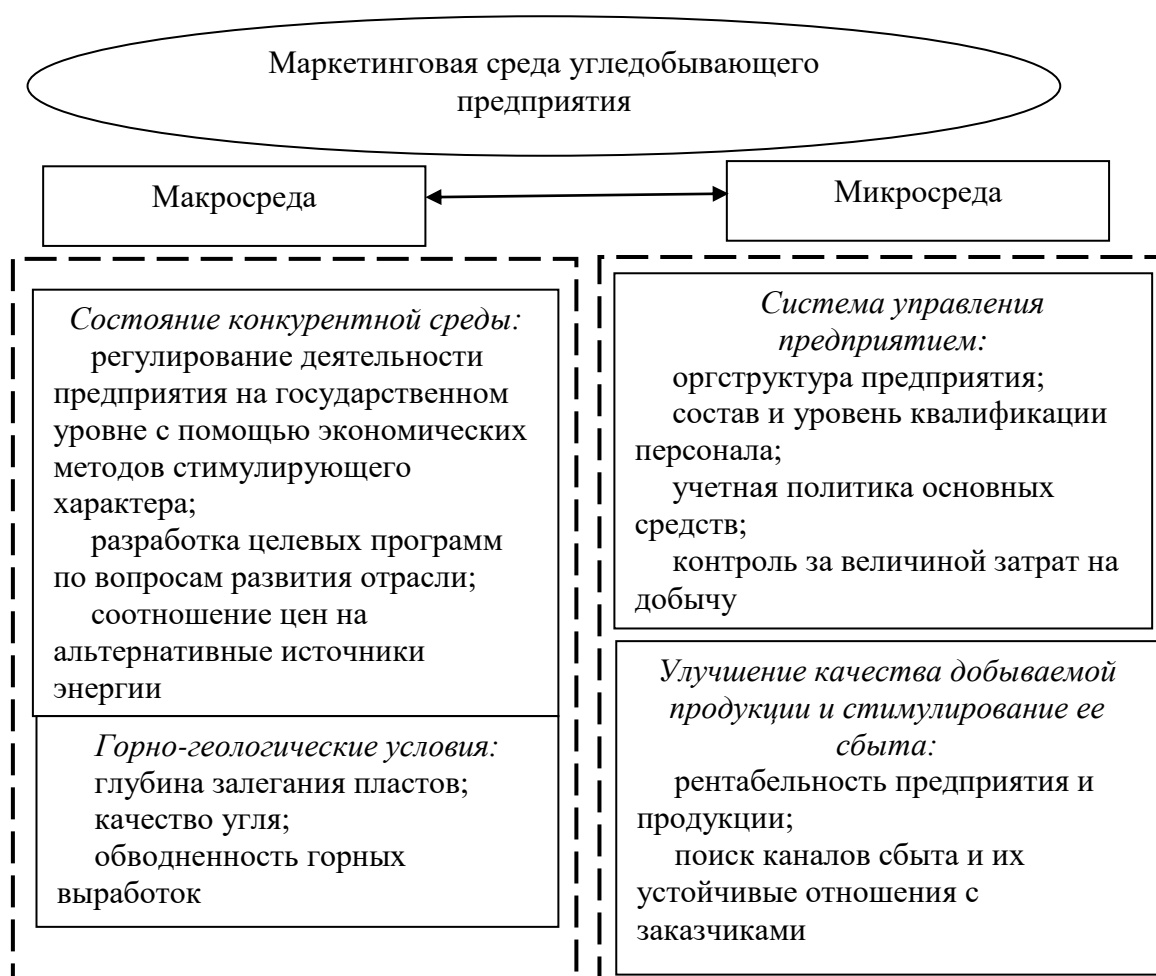 Маркетинговая среда угледобывающего
предприятия
Макросреда
Микросреда
Состояние конкурентной среды:
регулирование деятельности
предприятия на государственном
уровне с помощью экономических
методов стимулирующего
характера;
разработка целевых программ
по вопросам развития отрасли;
соотношение цен на
альтернативные источники
энергии
Горно-геологические условия:
глубина залегания пластов;
качество угля;
обводненность горных
выработок
Система управления
предприятием:
оргструктура предприятия;
состав и уровень квалификации
персонала;
учетная политика основных
средств;
контроль за величиной затрат на
добычу
Улучшение качества добываемой
продукции и стимулирование ее
сбыта:
рентабельность предприятия и
продукции;
поиск каналов сбыта и их
устойчивые отношения с
заказчиками